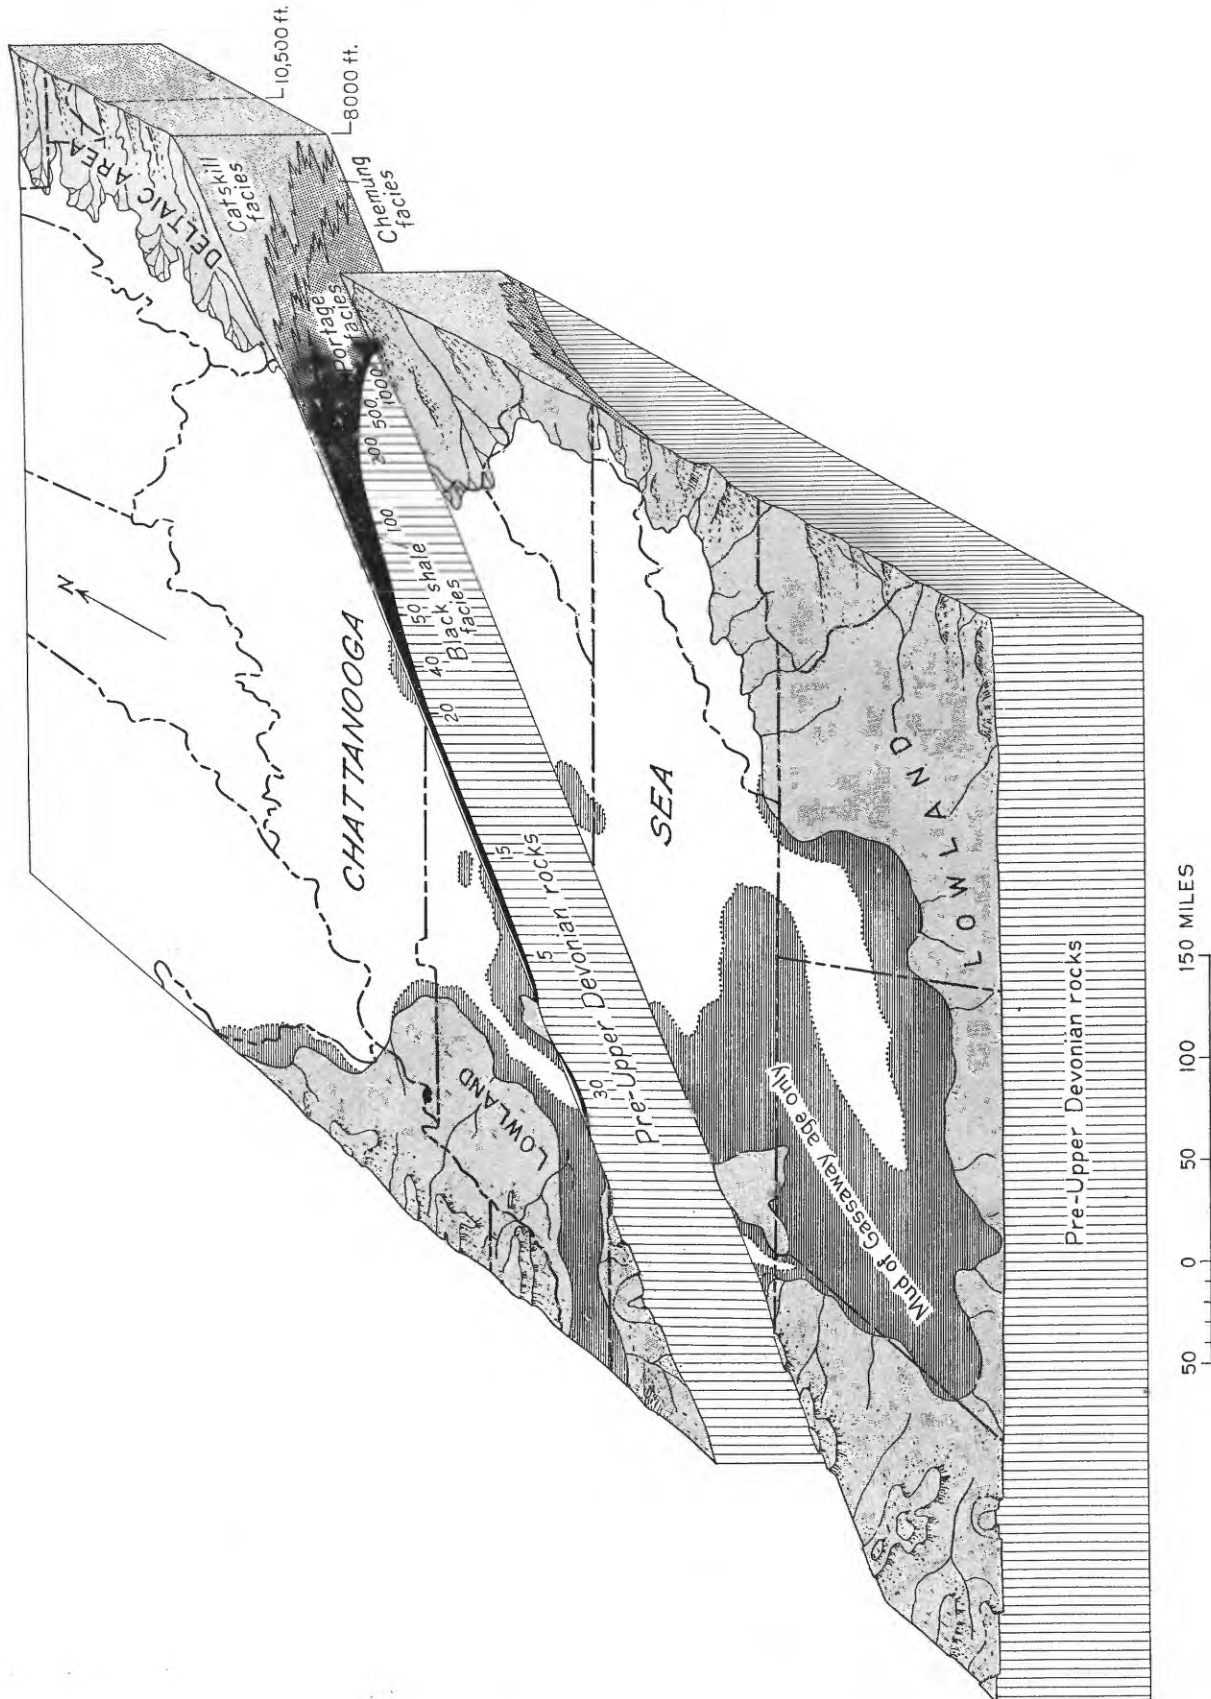 10,500 ft.
8000 ft.
DELTAIC AREA
Catskill
facies
Chemung
facies
Portage
facies
N
CHATTANOOGA
1000
500
200
100
50
40
20
15
5
30
Black shale
facies
Pre-Upper Devonian rocks
SEA
LOWLAND
LOWLAND
Mud of Gassaway age only
Pre-Upper Devonian rocks
50 0 50 100 150 MILES